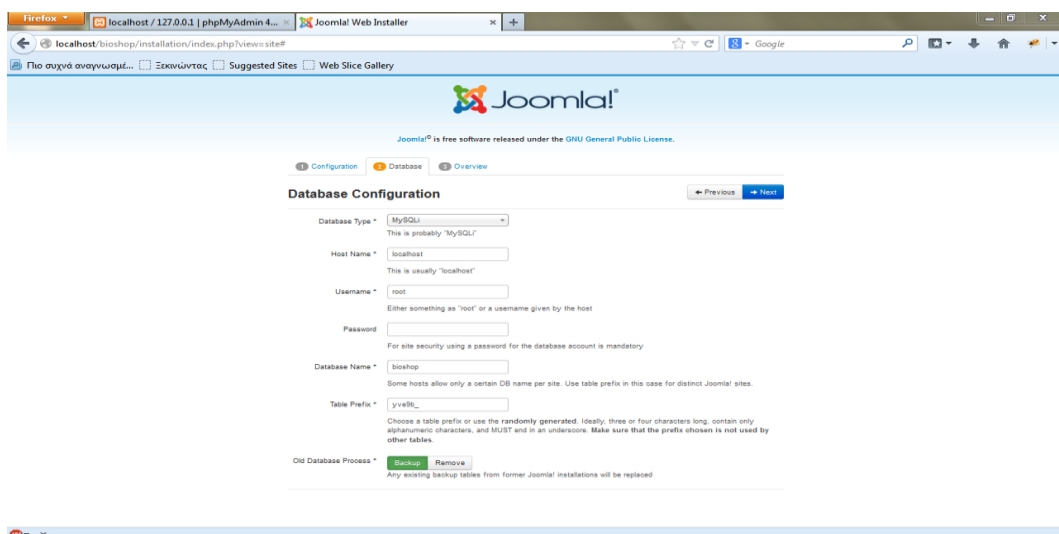 Firefox
localhost / 127.0.0.1 | phpMyAdmin 4... ×
Joomla! Web Installer ×
+
localhost/bioshop/installation/index.php?view=site#
Google
Πιο συχνά αναγνωσμέ...
Ξεκινώντας
Suggested Sites
Web Slice Gallery
Joomla!®
Joomla!® is free software released under the GNU General Public License.
1 Configuration
2 Database
3 Overview
Database Configuration
Previous
Next
Database Type *
MySQLi
This is probably "MySQLi"
Host Name *
localhost
This is usually "localhost"
Username *
root
Either something as "root" or a username given by the host
Password
For site security using a password for the database account is mandatory
Database Name *
bioshop
Some hosts allow only a certain DB name per site. Use table prefix in this case for distinct Joomla! sites.
Table Prefix *
Choose a table prefix or use the randomly generated. Ideally, three or four characters long, contain only
alphanumeric characters, and MUST end in an underscore. Make sure that the prefix chosen is not used by
other tables.
Old Database Process *
Backup
Remove
Any existing backup tables from former Joomla! installations will be replaced